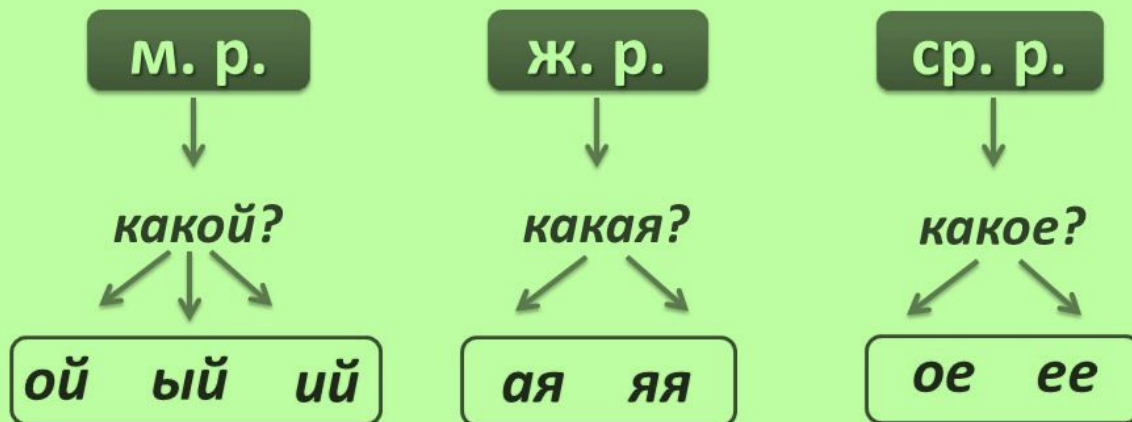 м. р. ж. р. ср. р.
какой? какая? какое?
ой ый ий ая яя ое ее